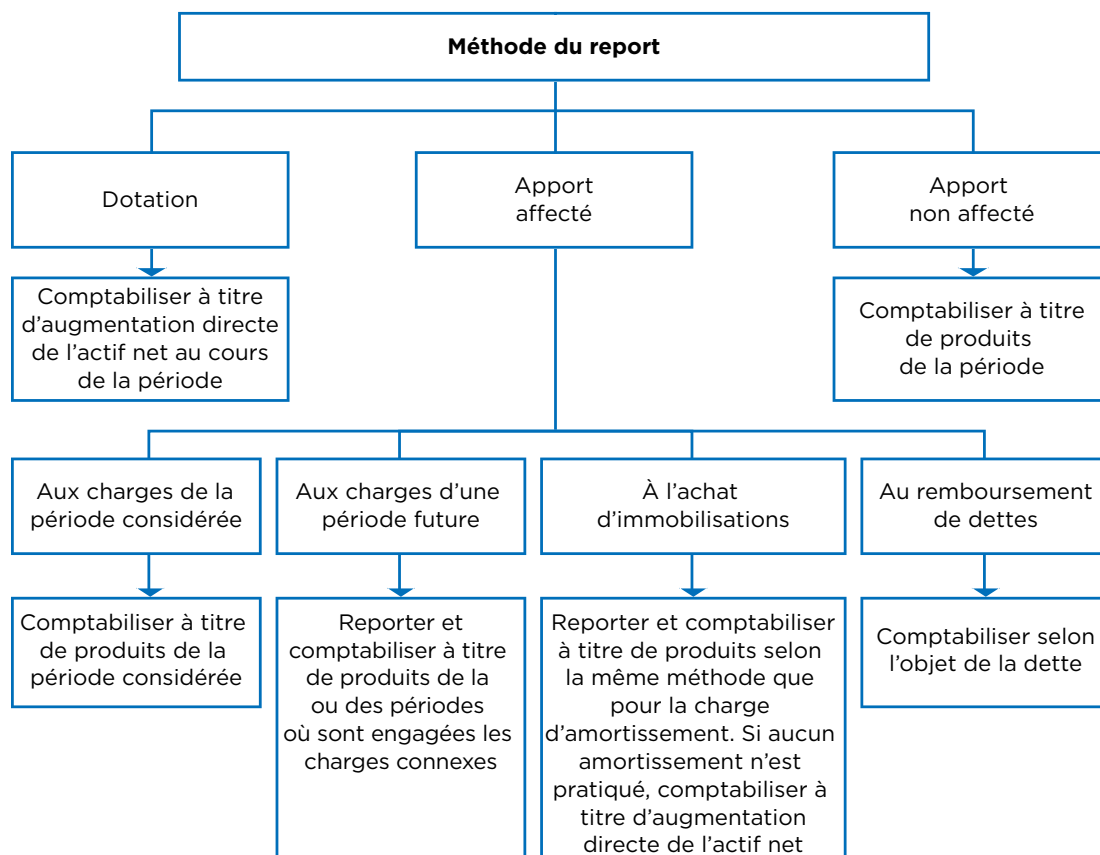 Méthode du report
Dotation
Apport
affecté
Apport
non affecté
Comptabiliser à titre
d'augmentation directe
de l'actif net au cours
de la période
Comptabiliser à titre
de produits
de la période
Aux charges de la
période considérée
Aux charges d'une
période future
À l'achat
d'immobilisations
Au remboursement
de dettes
Comptabiliser à titre
de produits de la
période considérée
Reporter et
comptabiliser à titre
de produits de la
ou des périodes
où sont engagées les
charges connexes
Reporter et comptabiliser
à titre de produits selon
la même méthode que
pour la charge
d'amortissement. Si aucun
amortissement n'est
pratiqué, comptabiliser à
titre d'augmentation
directe de l'actif net
Comptabiliser selon
l'objet de la dette